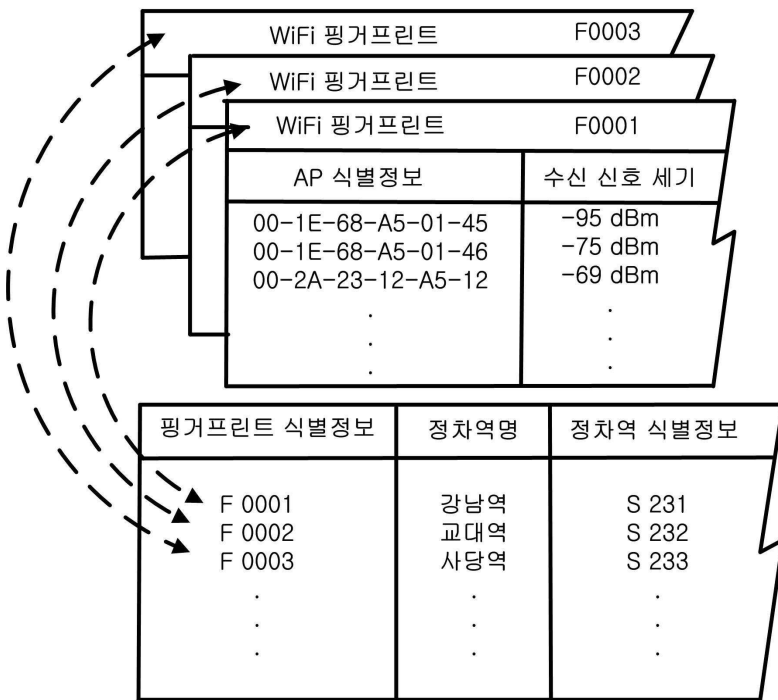 WiFi 핑거프린트 F0003
WiFi 핑거프린트 F0002
WiFi 핑거프린트 F0001
AP 식별정보 수신 신호 세기
00-1E-68-A5-01-45 -95 dBm
00-1E-68-A5-01-46 -75 dBm
00-2A-23-12-A5-12 -69 dBm
. .
. .
. .
핑거프린트 식별정보 정차역명 정차역 식별정보
F 0001 강남역 S 231
F 0002 교대역 S 232
F 0003 사당역 S 233
. . .
. . .
. . .